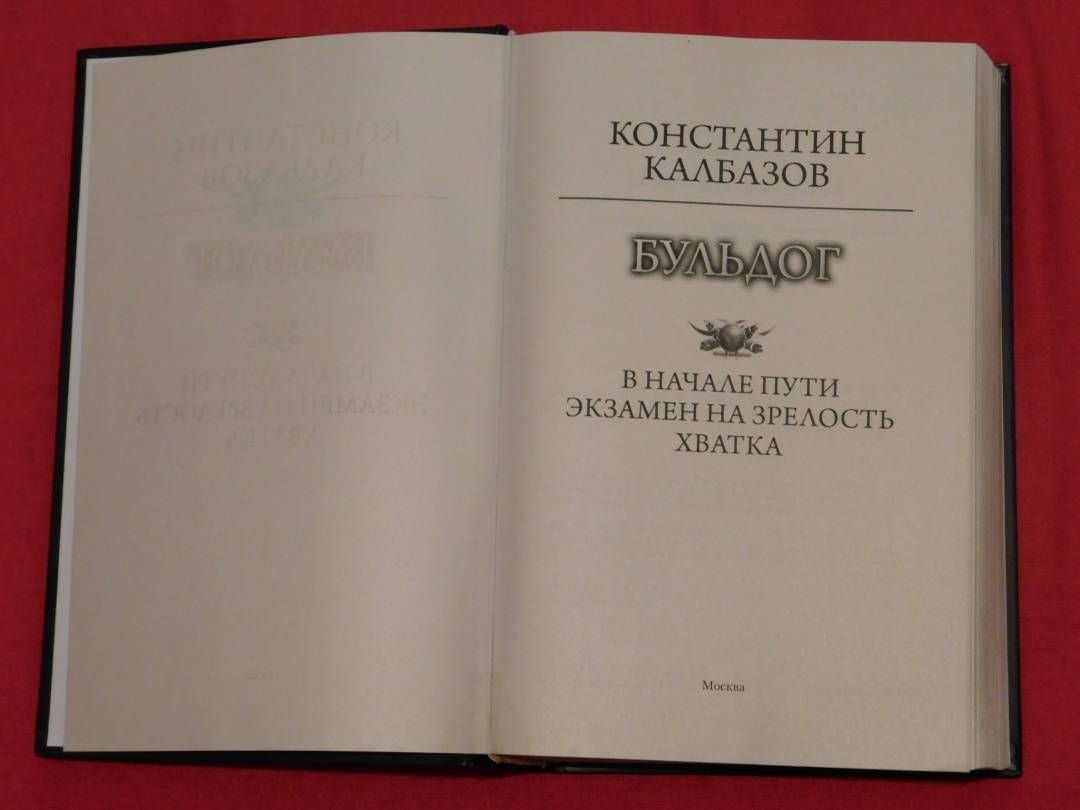 КОНСТАНТИН
КАЛБАЗОВ
БУЛЬДОГ
В НАЧАЛЕ ПУТИ
ЭКЗАМЕН НА ЗРЕЛОСТЬ
ХВАТКА
Москва